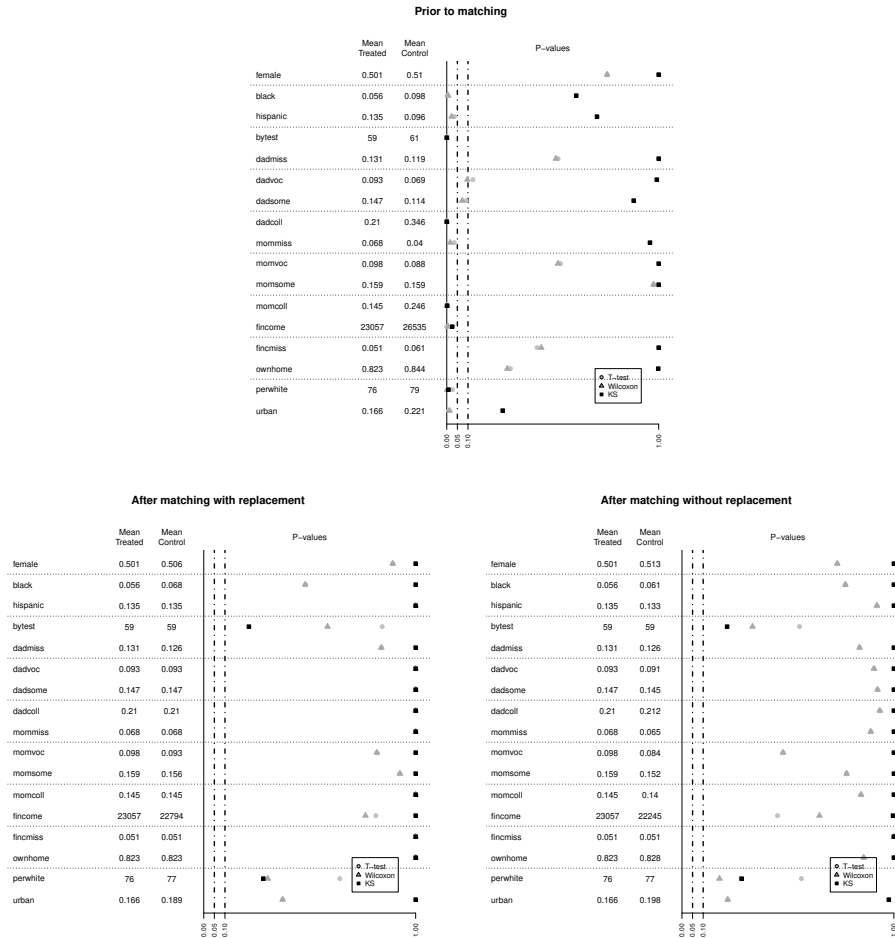 Prior to matching
Mean Treated Mean Control P−values
female 0.501 0.51
black 0.056 0.098
hispanic 0.135 0.096
bytest 59 61
dadmiss 0.131 0.119
dadvoc 0.093 0.069
dadsome 0.147 0.114
dadcoll 0.21 0.346
mommiss 0.068 0.04
momvoc 0.098 0.088
momsome 0.159 0.159
momcoll 0.145 0.246
fincome 23057 26535
fincmiss 0.051 0.061
ownhome 0.823 0.844
perwhite 76 79
urban 0.166 0.221
T−test
Wilcoxon
KS
0.00 0.05 0.10 1.00
After matching with replacement
Mean Treated Mean Control P−values
female 0.501 0.506
black 0.056 0.068
hispanic 0.135 0.135
bytest 59 59
dadmiss 0.131 0.126
dadvoc 0.093 0.093
dadsome 0.147 0.147
dadcoll 0.21 0.21
mommiss 0.068 0.068
momvoc 0.098 0.093
momsome 0.159 0.156
momcoll 0.145 0.145
fincome 23057 22794
fincmiss 0.051 0.051
ownhome 0.823 0.823
perwhite 76 77
urban 0.166 0.189
T−test
Wilcoxon
KS
0.00 0.05 0.10 1.00
After matching without replacement
Mean Treated Mean Control P−values
female 0.501 0.513
black 0.056 0.061
hispanic 0.135 0.133
bytest 59 59
dadmiss 0.131 0.126
dadvoc 0.093 0.091
dadsome 0.147 0.145
dadcoll 0.21 0.212
mommiss 0.068 0.065
momvoc 0.098 0.084
momsome 0.159 0.152
momcoll 0.145 0.14
fincome 23057 22245
fincmiss 0.051 0.051
ownhome 0.823 0.828
perwhite 76 77
urban 0.166 0.198
T−test
Wilcoxon
KS
0.00 0.05 0.10 1.00